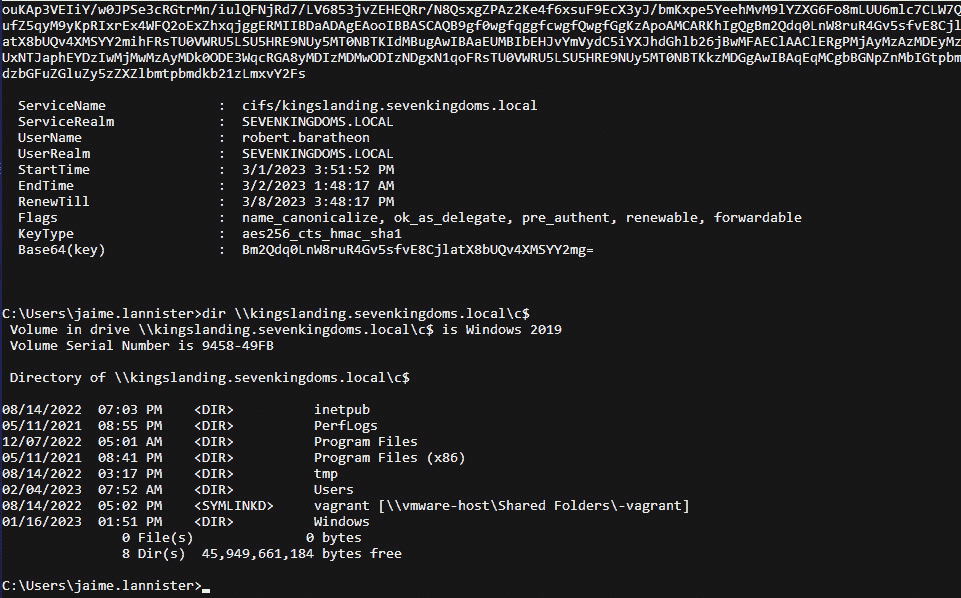 ouKAp3VEIiY/w0JPSe3cRGtrMn/iulQFNjRd7/LV6853jvZEHEQRr/N8QsxgZPAz2Ke4f6xsuF9EcX3yJ/bmKxpe5YeehMvM9lYZXG6Fo8mLUU6mlc7CLW7Q
ufZ5qyM9yKpRIxrEx4WFQ2oExZhxqjggERMIIBDaADAgEAooIBBASCAQB9gf0wgfqggfcwgfQwgfGgKzApoAMCARKhIgQgBm2Qdq0LnW8ruR4Gv5sfvE8Cjl
atX8bUQv4XMSYY2mihFRsTU0VWRU5LSU5HRE9NUy5MT0NBTKIdMBugAwIBAaEUMBIbEHJvYmVydC5iYXJhdGhlb26jBwMFAEClAAClERgPMjAyMzAzMDEyMz
UxNTJaphEYDzIwMjMwMzAyMDk0ODE3WqcRGA8yMDIzMDMwODIzNDgxN1qoFRsTU0VWRU5LSU5HRE9NUy5MT0NBTKkzMDGgAwIBAqEqMCgbBGNpZnMbIGtpbm
dzbGFuZGluZy5zZXZlbmtpbmdkb21zLmxvY2Fs
ServiceName : cifs/kingslanding.sevenkingdoms.local
ServiceRealm : SEVENKINGDOMS.LOCAL
UserName : robert.baratheon
UserRealm : SEVENKINGDOMS.LOCAL
StartTime : 3/1/2023 3:51:52 PM
EndTime : 3/2/2023 1:48:17 AM
RenewTill : 3/8/2023 3:48:17 PM
Flags : name_canonicalize, ok_as_delegate, pre_authent, renewable, forwardable
KeyType : aes256_cts_hmac_sha1
Base64(key) : Bm2Qdq0LnW8ruR4Gv5sfvE8CjlatX8bUQv4XMSYY2mg=
C:\Users\jaime.lannister>dir \\kingslanding.sevenkingdoms.local\c$
Volume in drive \\kingslanding.sevenkingdoms.local\c$ is Windows 2019
Volume Serial Number is 9458-49FB
Directory of \\kingslanding.sevenkingdoms.local\c$
08/14/2022 07:03 PM <DIR> inetpub
05/11/2021 08:55 PM <DIR> PerfLogs
12/07/2022 05:01 AM <DIR> Program Files
05/11/2021 08:41 PM <DIR> Program Files (x86)
08/14/2022 03:17 PM <DIR> tmp
02/04/2023 07:52 AM <DIR> Users
08/14/2022 05:02 PM <SYMLINKD> vagrant [\\vmware-host\Shared Folders\-vagrant]
01/16/2023 01:51 PM <DIR> Windows
0 File(s) 0 bytes
8 Dir(s) 45,949,661,184 bytes free
C:\Users\jaime.lannister>_